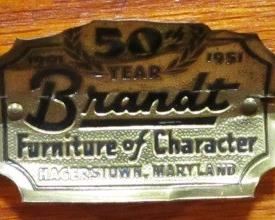 50th
1901 1951
YEAR
Brandt
Furniture of Character
HAGERSTOWN, MARYLAND